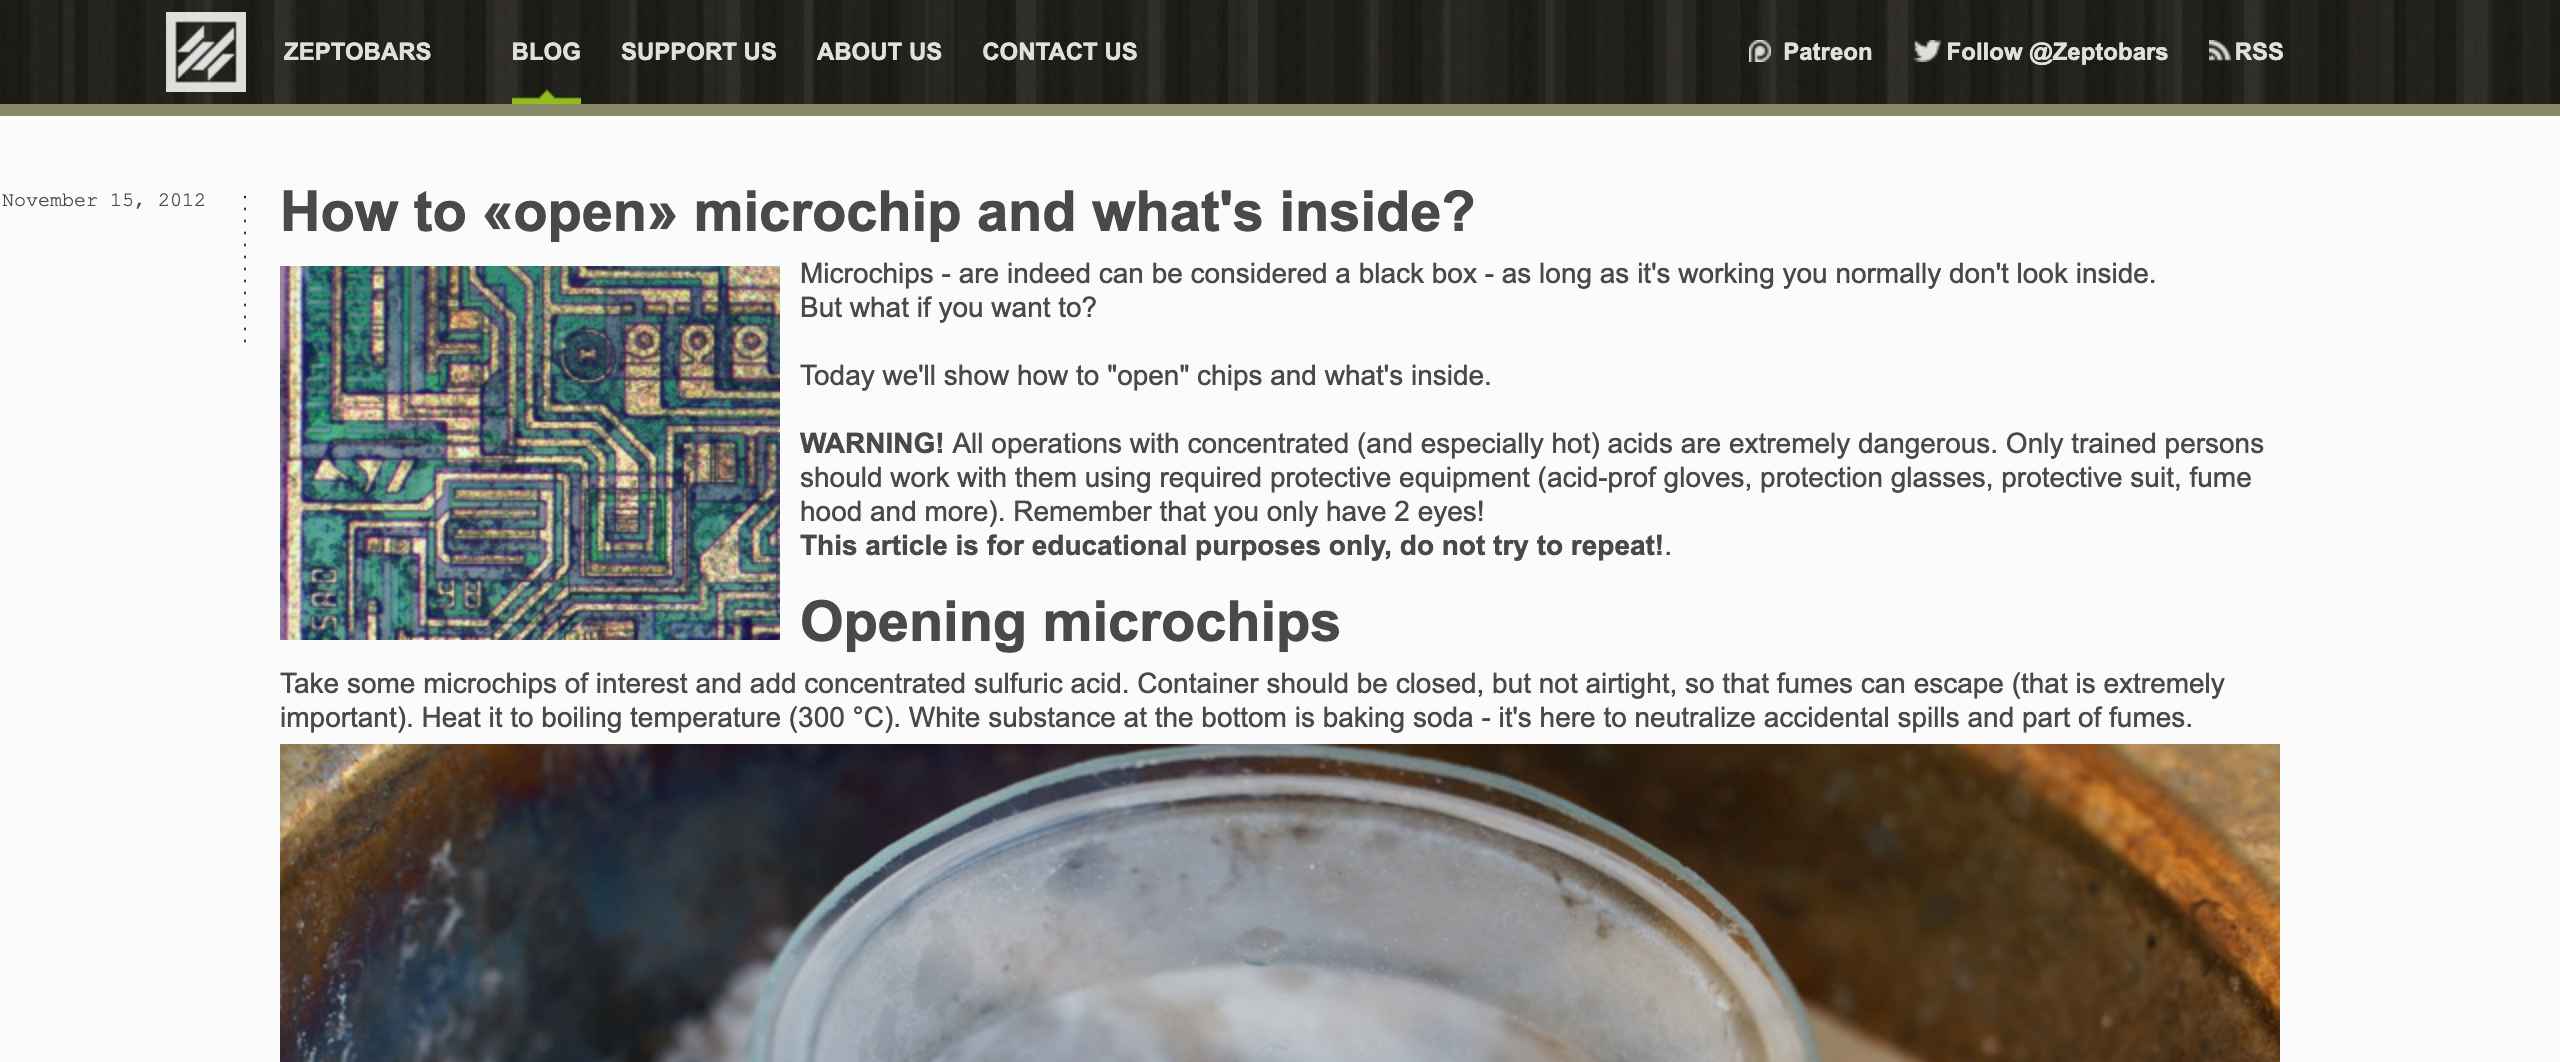 ZEPTOBARS
BLOG
SUPPORT US
ABOUT US
CONTACT US
Patreon
Follow @Zeptobars
RSS
November 15, 2012
How to «open» microchip and what's inside?
Microchips - are indeed can be considered a black box - as long as it's working you normally don't look inside.
But what if you want to?
Today we'll show how to "open" chips and what's inside.
WARNING! All operations with concentrated (and especially hot) acids are extremely dangerous. Only trained persons
should work with them using required protective equipment (acid-prof gloves, protection glasses, protective suit, fume
hood and more). Remember that you only have 2 eyes!
This article is for educational purposes only, do not try to repeat!.
Opening microchips
Take some microchips of interest and add concentrated sulfuric acid. Container should be closed, but not airtight, so that fumes can escape (that is extremely
important). Heat it to boiling temperature (300 °C). White substance at the bottom is baking soda - it's here to neutralize accidental spills and part of fumes.